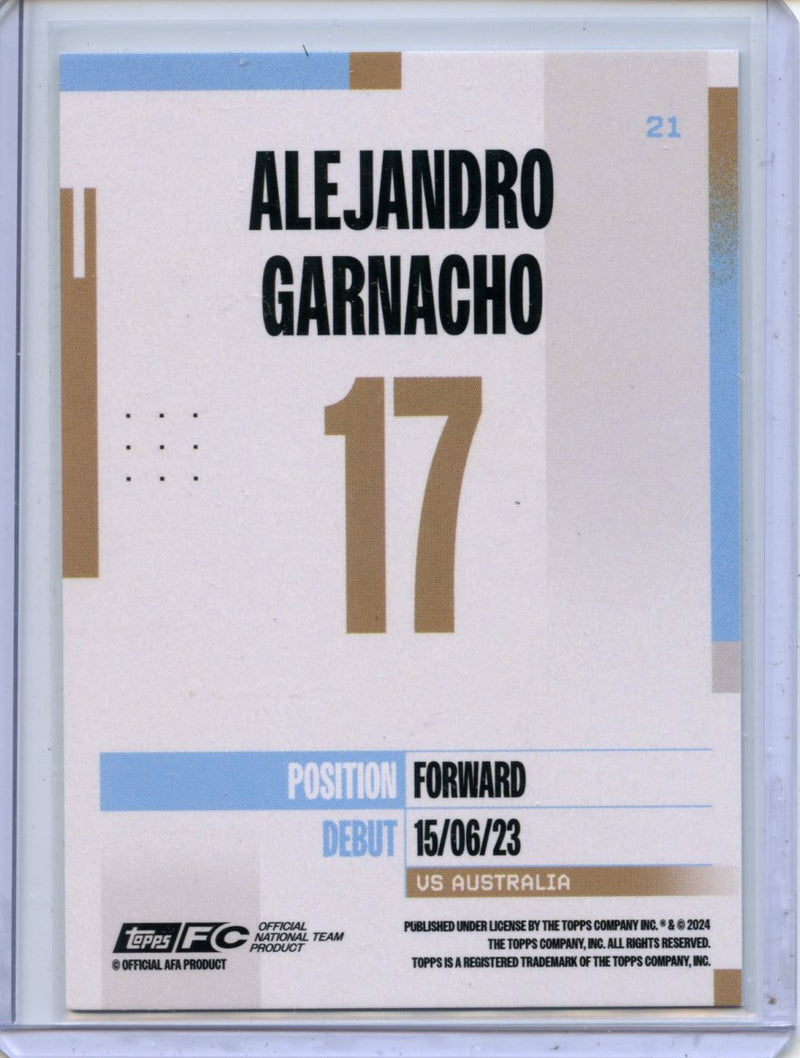 21
ALEJANDRO
GARNACHO
17
POSITION FORWARD
DEBUT 15/06/23
VS AUSTRALIA
topps FC OFFICIAL
NATIONAL TEAM
PRODUCT
© OFFICIAL AFA PRODUCT
PUBLISHED UNDER LICENSE BY THE TOPPS COMPANY INC. ® & © 2024
THE TOPPS COMPANY, INC. ALL RIGHTS RESERVED.
TOPPS IS A REGISTERED TRADEMARK OF THE TOPPS COMPANY, INC.